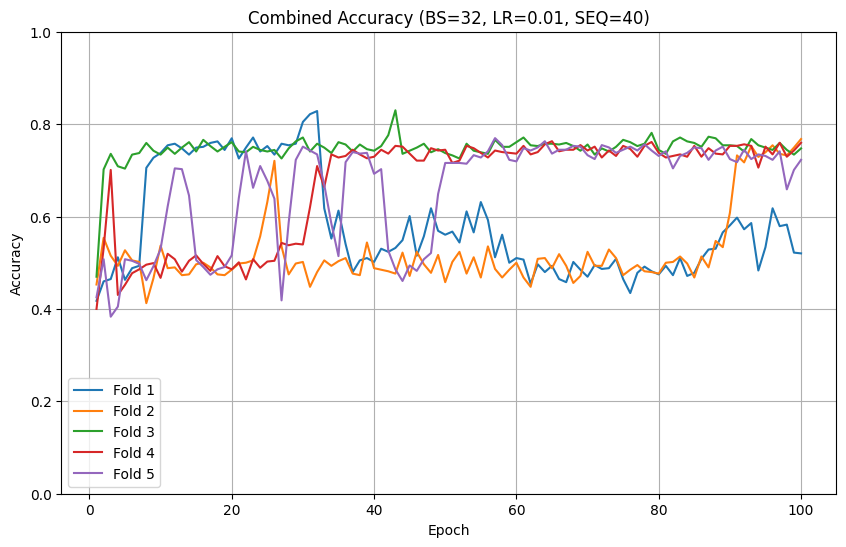 Combined Accuracy (BS=32, LR=0.01, SEQ=40)
1.0
0.8
0.6
0.4
0.2
0.0
Accuracy
Fold 1
Fold 2
Fold 3
Fold 4
Fold 5
0 20 40 60 80 100
Epoch